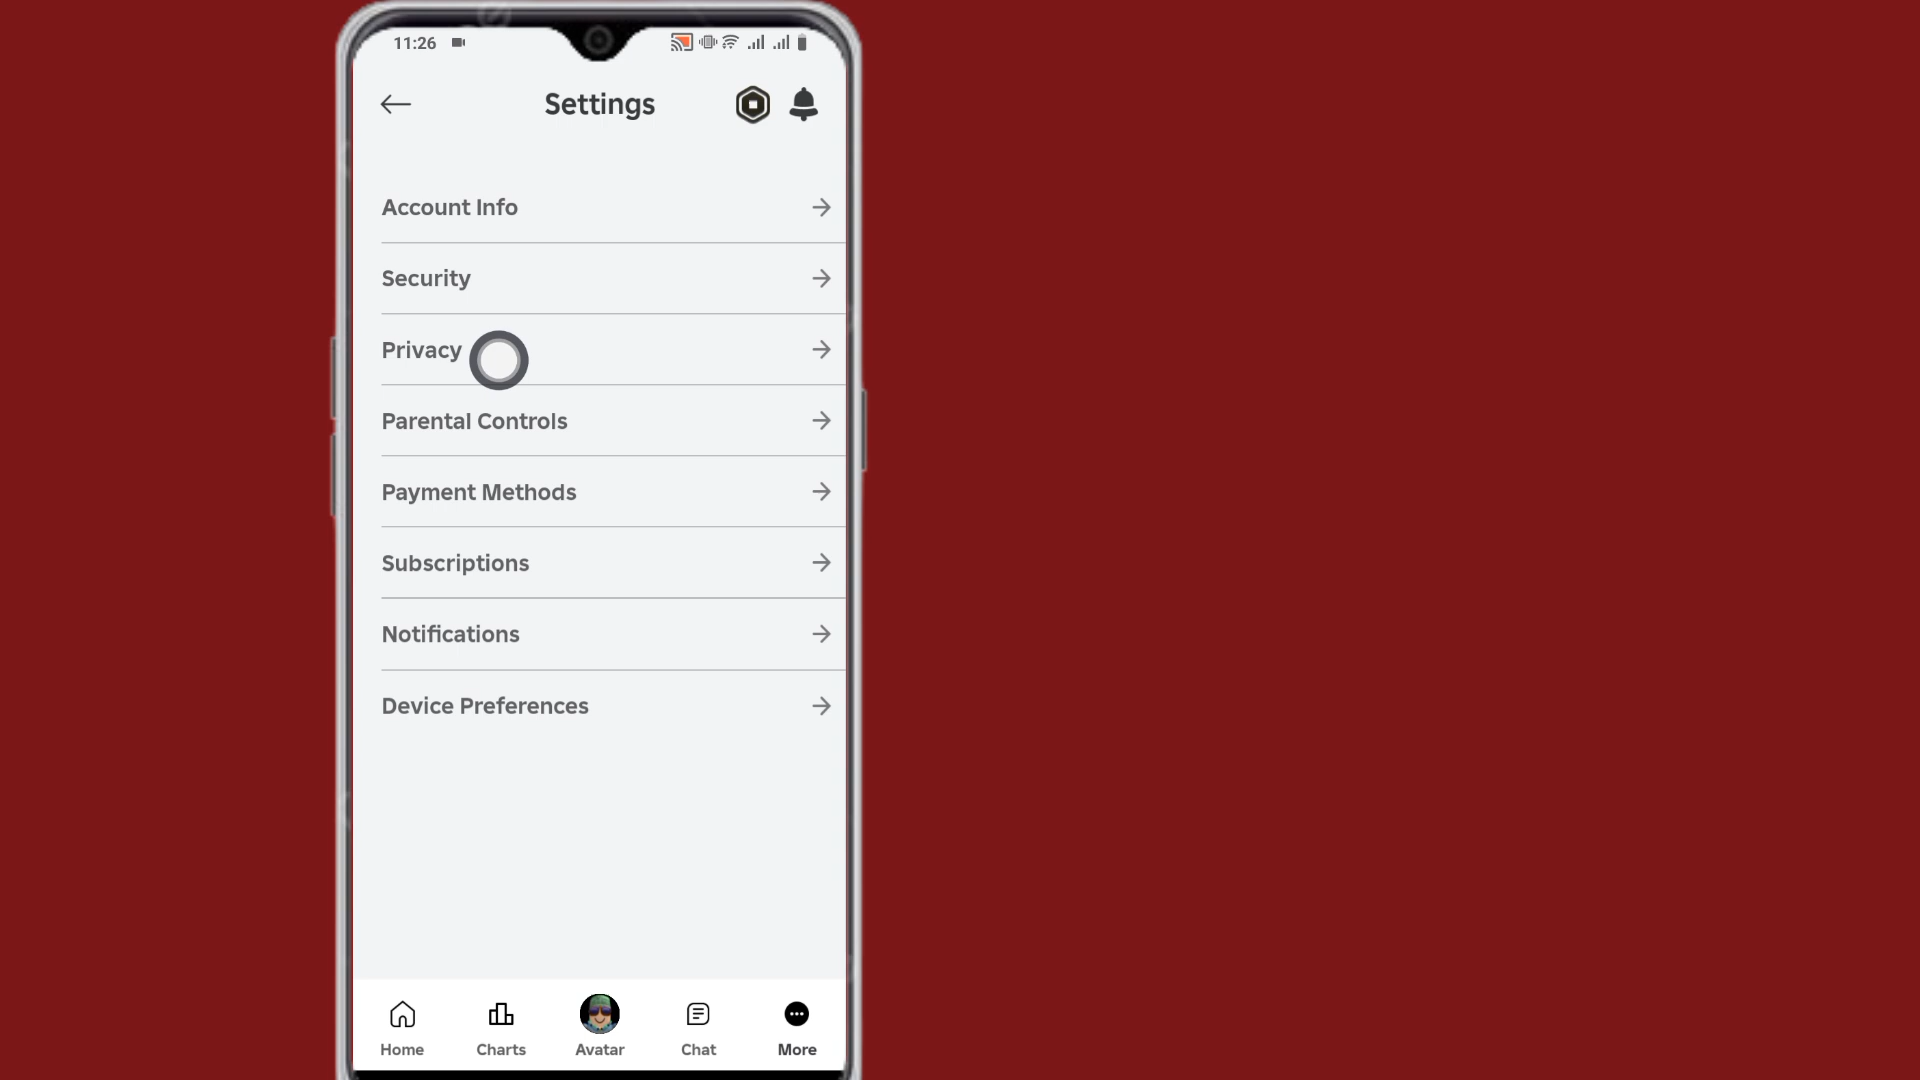 11:26
Settings
Account Info
Security
Privacy
Parental Controls
Payment Methods
Subscriptions
Notifications
Device Preferences
Home
Charts
Avatar
Chat
More